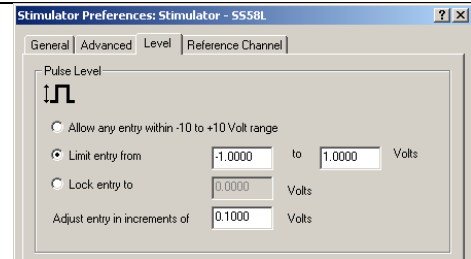 Stimulator Preferences: Stimulator - SS58L
General Advanced Level Reference Channel
Pulse Level
Allow any entry within -10 to +10 Volt range
Limit entry from -1.0000 to 1.0000 Volts
Lock entry to 0.0000 Volts
Adjust entry in increments of 0.1000 Volts